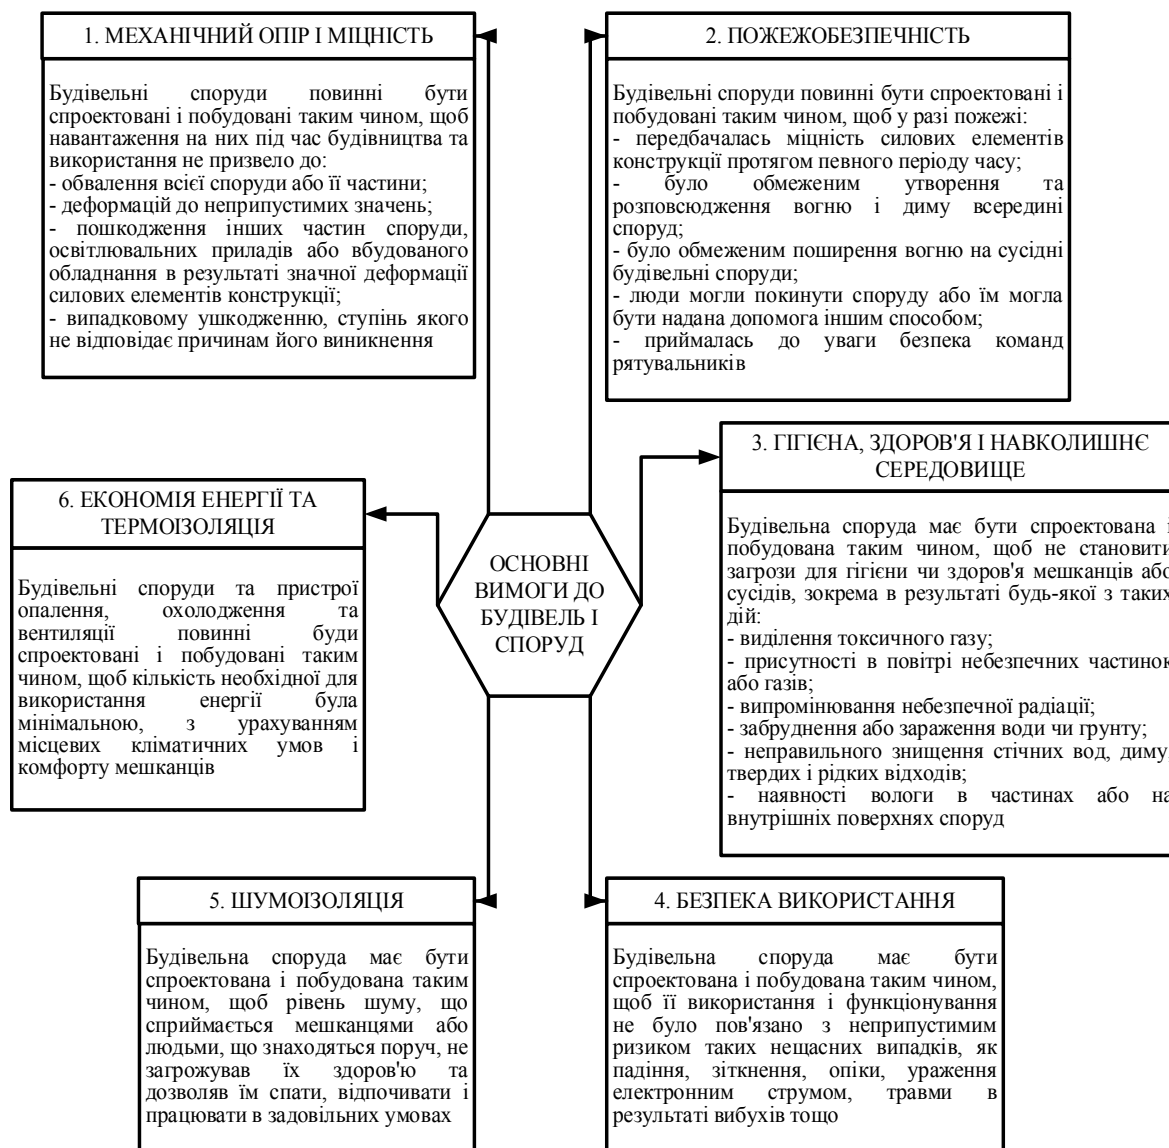 1. МЕХАНІЧНИЙ ОПІР І МІЦНІСТЬ
Будівельні споруди повинні бути
спроектовані і побудовані таким чином, щоб
навантаження на них під час будівництва та
використання не призвело до:
- обвалення всієї споруди або її частини;
- деформацій до неприпустимих значень;
- пошкодження інших частин споруди,
освітлювальних приладів або вбудованого
обладнання в результаті значної деформації
силових елементів конструкції;
- випадковому ушкодженню, ступінь якого
не відповідає причинам його виникнення
2. ПОЖЕЖОБЕЗПЕЧНІСТЬ
Будівельні споруди повинні бути спроектовані і
побудовані таким чином, щоб у разі пожежі:
- передбачалась міцність силових елементів
конструкції протягом певного періоду часу;
- було обмеженим утворення та
розповсюдження вогню і диму всередині
споруд;
- було обмеженим поширення вогню на сусідні
будівельні споруди;
- люди могли покинути споруду або їм могла
бути надана допомога іншим способом;
- приймалась до уваги безпека команд
рятувальників
3. ГІГІЄНА, ЗДОРОВ'Я І НАВКОЛИШНЄ
СЕРЕДОВИЩЕ
Будівельна споруда має бути спроектована і
побудована таким чином, щоб не становити
загрози для гігієни чи здоров'я мешканців або
сусідів, зокрема в результаті будь-якої з таких
дій:
- виділення токсичного газу;
- присутності в повітрі небезпечних частинок
або газів;
- випромінювання небезпечної радіації;
- забруднення або зараження води чи грунту;
- неправильного знищення стічних вод, диму,
твердих і рідких відходів;
- наявності вологи в частинах або на
внутрішніх поверхнях споруд
6. ЕКОНОМІЯ ЕНЕРГІЇ ТА
ТЕРМОІЗОЛЯЦІЯ
Будівельні споруди та пристрої
опалення, охолодження та
вентиляції повинні буди
спроектовані і побудовані таким
чином, щоб кількість необхідної для
використання енергії була
мінімальною, з урахуванням
місцевих кліматичних умов і
комфорту мешканців
ОСНОВНІ
ВИМОГИ ДО
БУДІВЕЛЬ І
СПОРУД
5. ШУМОІЗОЛЯЦІЯ
Будівельна споруда має бути
спроектована і побудована таким
чином, щоб рівень шуму, що
сприймається мешканцями або
людьми, що знаходяться поруч, не
загрожував їх здоров'ю та
дозволяв їм спати, відпочивати і
працювати в задовільних умовах
4. БЕЗПЕКА ВИКОРИСТАННЯ
Будівельна споруда має бути
спроектована і побудована таким чином,
щоб її використання і функціонування
не було пов'язано з неприпустимим
ризиком таких нещасних випадків, як
падіння, зіткнення, опіки, ураження
електронним струмом, травми в
результаті вибухів тощо